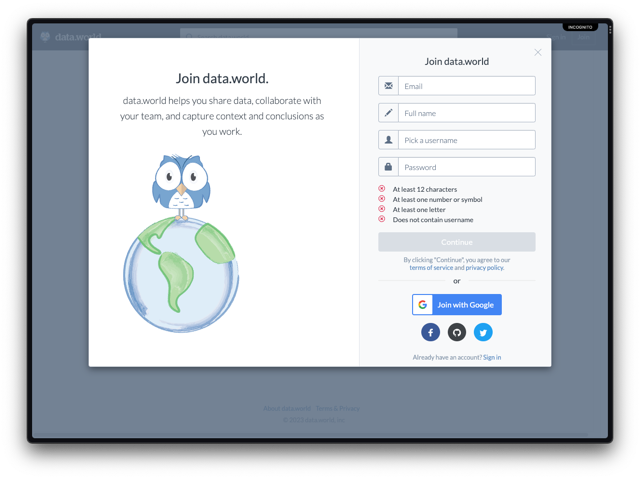 INCOGNITO
data.world
Join data.world.
data.world helps you share data, collaborate with
your team, and capture context and conclusions as
you work.
Join data.world
Email
Full name
Pick a username
Password
At least 12 characters
At least one number or symbol
At least one letter
Does not contain username
Continue
By clicking "Continue", you agree to our
terms of service and privacy policy.
or
Join with Google
Already have an account? Sign in
About data.world Terms & Privacy